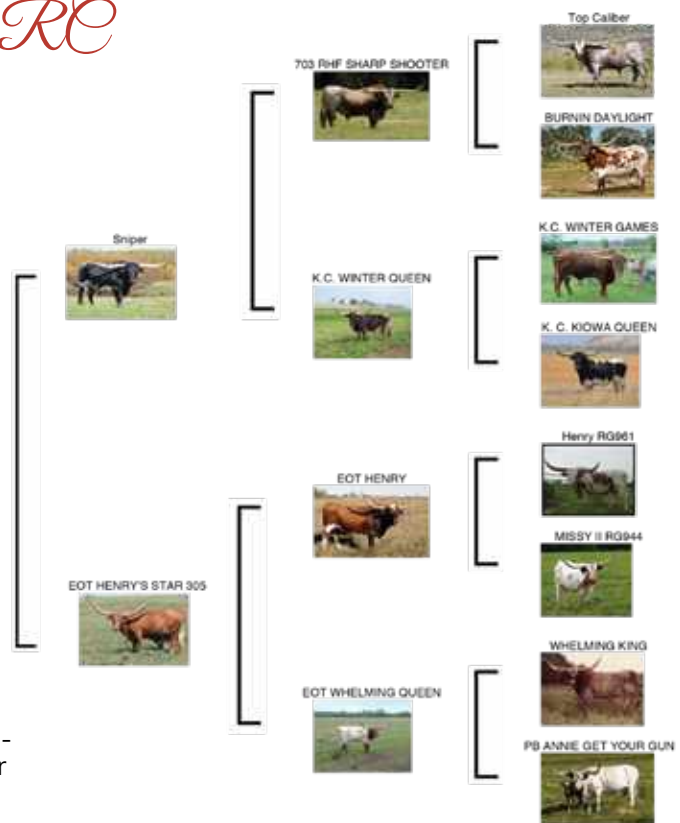 RC
Top Caliber
703 RHF SHARP SHOOTER
BURNIN DAYLIGHT
Sniper
K.C. WINTER GAMES
K.C. WINTER QUEEN
K. C. KIOWA QUEEN
Henry RG961
EOT HENRY
MISSY II RG944
EOT HENRY'S STAR 305
WHELMING KING
EOT WHELMING QUEEN
PB ANNIE GET YOUR GUN
-
r